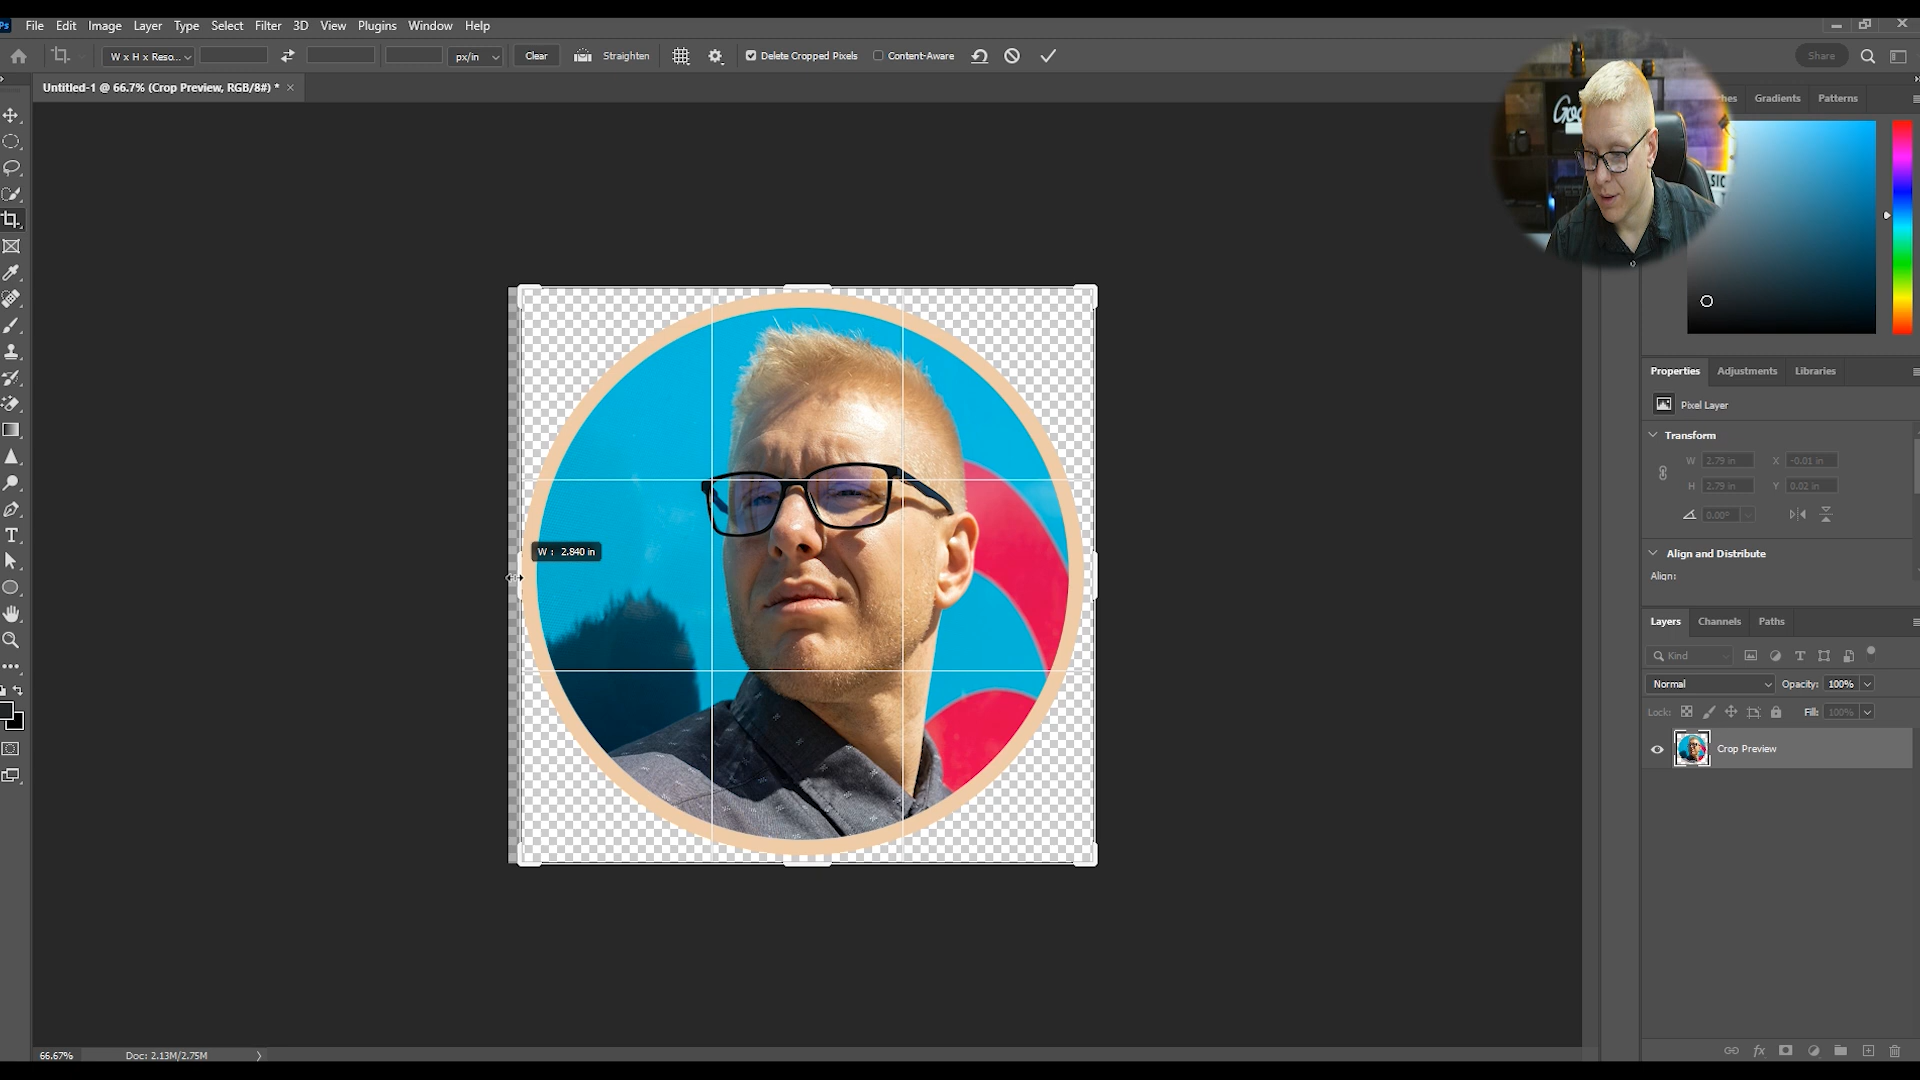 Ps File Edit Image Layer Type Select Filter 3D View Plugins Window Help
W x H x Reso... px/in Clear Straighten Delete Cropped Pixels Content-Aware Share
Untitled-1 @ 66.7% (Crop Preview, RGB/8#) * ×
Gradients Patterns
Properties Adjustments Libraries
Pixel Layer
Transform
W 2.79 in X -0.01 in
H 2.79 in Y 0.02 in
0.00°
W : 2.840 in
Align and Distribute
Align:
Layers Channels Paths
Kind
Normal Opacity: 100%
Lock: Fill: 100%
Crop Preview
fx
66.67% Doc: 2.13M/2.75M